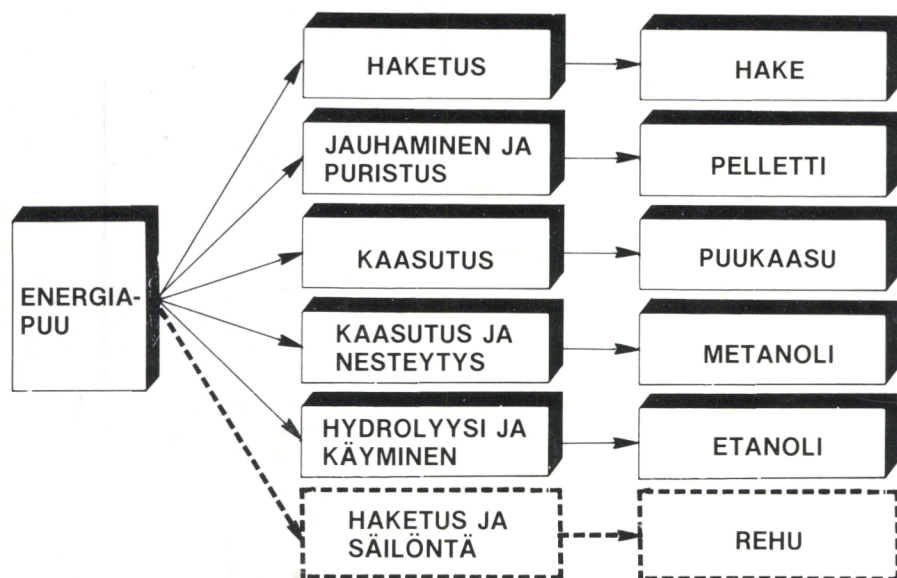 HAKETUS
HAKE
JAUHAMINEN JA
PURISTUS
PELLETTI
ENERGIA-
PUU
KAASUTUS
PUUKAASU
KAASUTUS JA
NESTEYTYS
METANOLI
HYDROLYYSI JA
KÄYMINEN
ETANOLI
HAKETUS JA
SÄILÖNTÄ
REHU